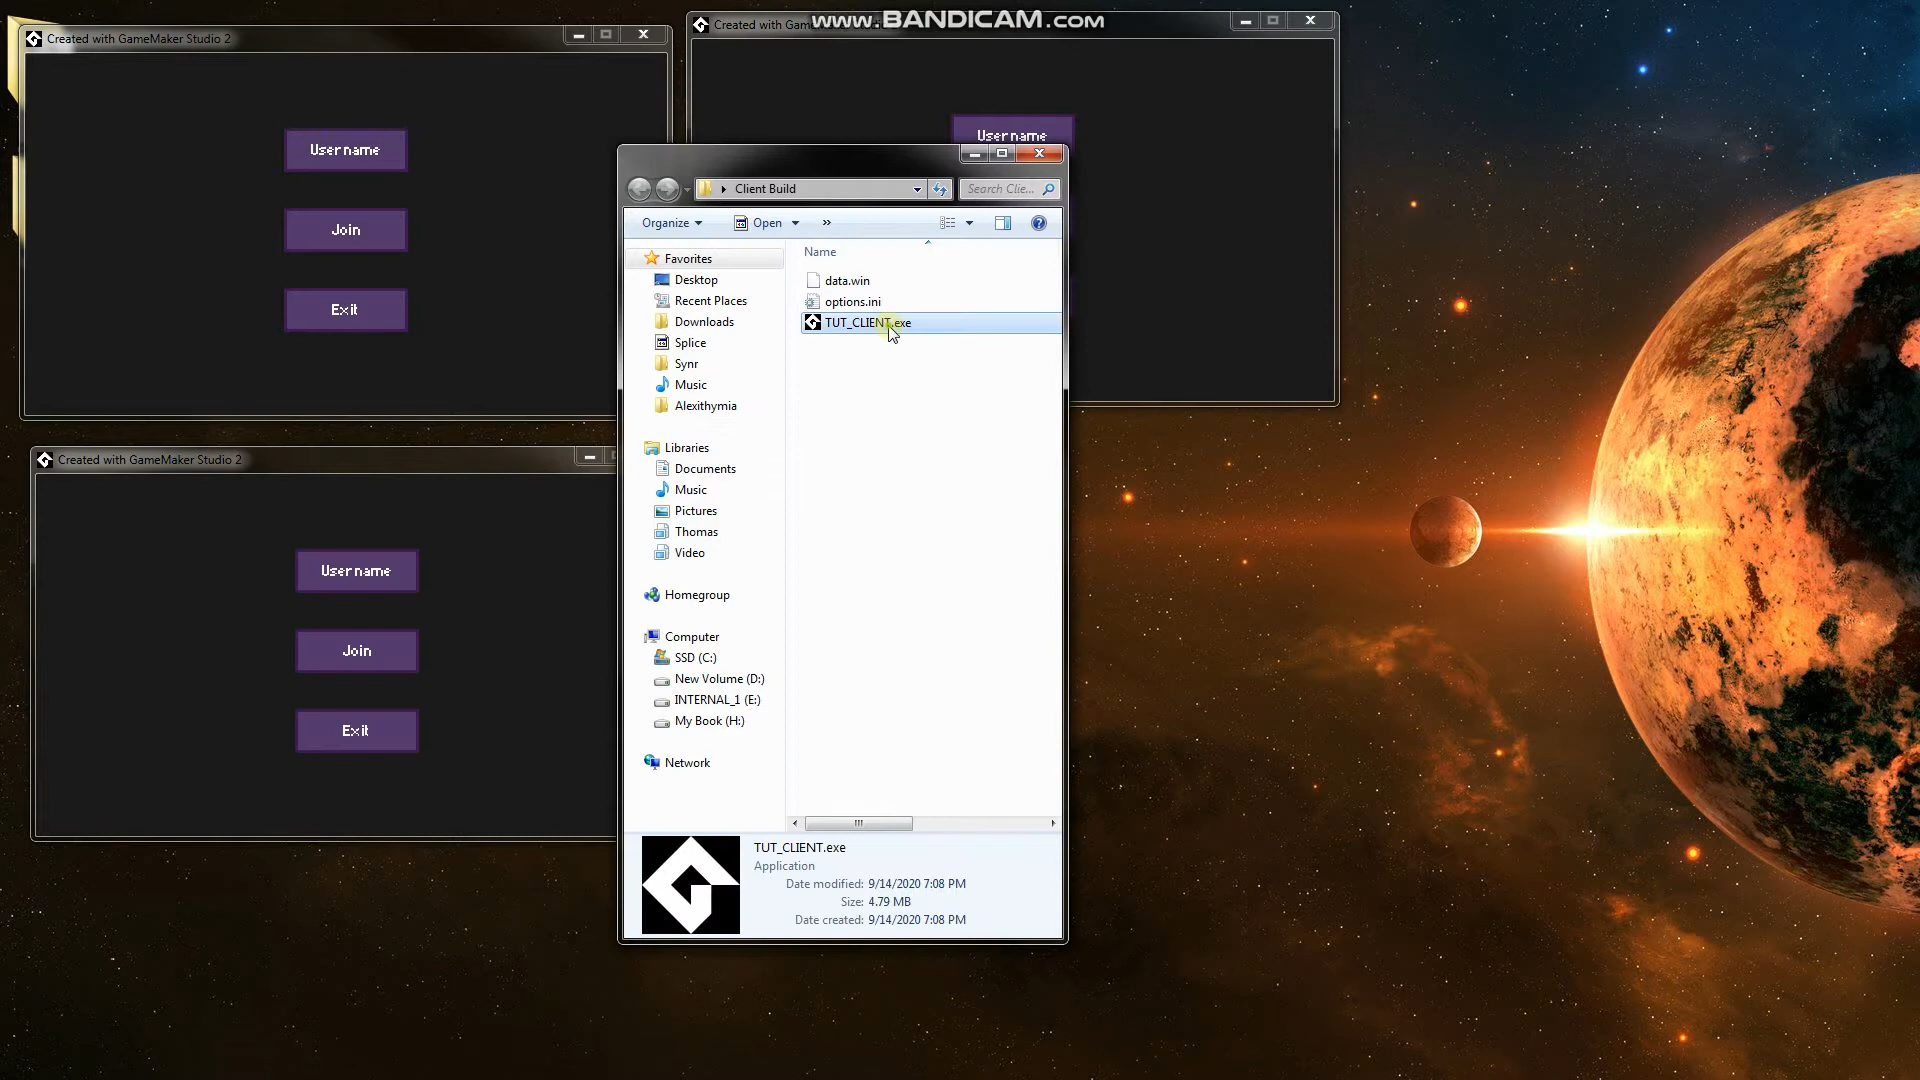 www.BANDICAM.com
Created with GameMaker Studio 2
Username
Join
Exit
Created with GameMaker
Username
Created with GameMaker Studio 2
Username
Join
Exit
Client Build
Search Clie...
Organize
Open
»
Favorites
Desktop
Recent Places
Downloads
Splice
Synr
Music
Alexithymia
Libraries
Documents
Music
Pictures
Thomas
Video
Homegroup
Computer
SSD (C:)
New Volume (D:)
INTERNAL_1 (E:)
My Book (H:)
Network
Name
data.win
options.ini
TUT_CLIENT.exe
TUT_CLIENT.exe
Application
Date modified: 9/14/2020 7:08 PM
Size: 4.79 MB
Date created: 9/14/2020 7:08 PM